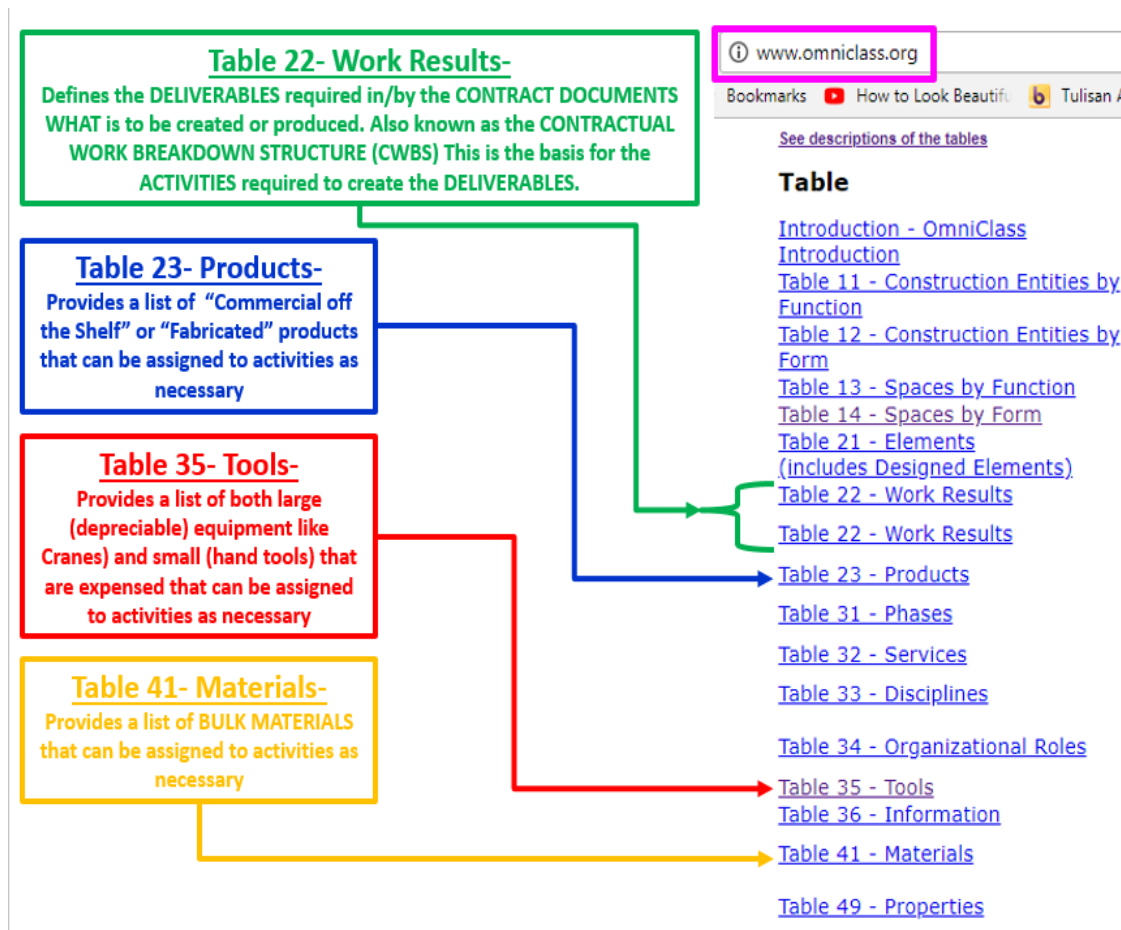 Table 22- Work Results-
Defines the DELIVERABLES required in/by the CONTRACT DOCUMENTS
WHAT is to be created or produced. Also known as the CONTRACTUAL
WORK BREAKDOWN STRUCTURE (CWBS) This is the basis for the
ACTIVITIES required to create the DELIVERABLES.
Table 23- Products-
Provides a list of “Commercial off
the Shelf” or “Fabricated” products
that can be assigned to activities as
necessary
Table 35- Tools-
Provides a list of both large
(depreciable) equipment like
Cranes) and small (hand tools) that
are expensed that can be assigned
to activities as necessary
Table 41- Materials-
Provides a list of BULK MATERIALS
that can be assigned to activities as
necessary
www.omniclass.org
Bookmarks How to Look Beautifu Tulisan A
See descriptions of the tables
Table
Introduction - OmniClass
Introduction
Table 11 - Construction Entities by
Function
Table 12 - Construction Entities by
Form
Table 13 - Spaces by Function
Table 14 - Spaces by Form
Table 21 - Elements
(includes Designed Elements)
Table 22 - Work Results
Table 22 - Work Results
Table 23 - Products
Table 31 - Phases
Table 32 - Services
Table 33 - Disciplines
Table 34 - Organizational Roles
Table 35 - Tools
Table 36 - Information
Table 41 - Materials
Table 49 - Properties